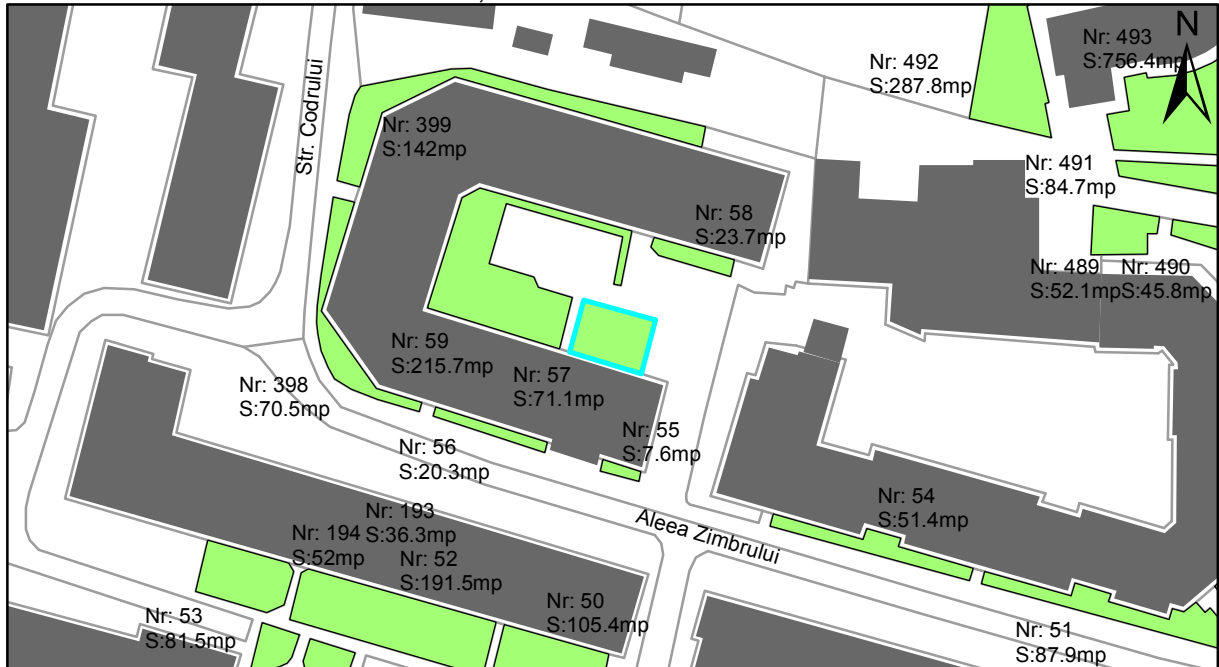 N
Nr: 493
S:756.4mp
Nr: 492
S:287.8mp
Nr: 399
S:142mp
Str. Codrului
Nr: 491
S:84.7mp
Nr: 58
S:23.7mp
Nr: 489
S:52.1mp
Nr: 490
S:45.8mp
Nr: 59
S:215.7mp
Nr: 57
S:71.1mp
Nr: 398
S:70.5mp
Nr: 55
S:7.6mp
Nr: 56
S:20.3mp
Nr: 54
S:51.4mp
Nr: 193
S:36.3mp
Aleea Zimbrului
Nr: 194
S:52mp
Nr: 52
S:191.5mp
Nr: 50
S:105.4mp
Nr: 53
S:81.5mp
Nr: 51
S:87.9mp